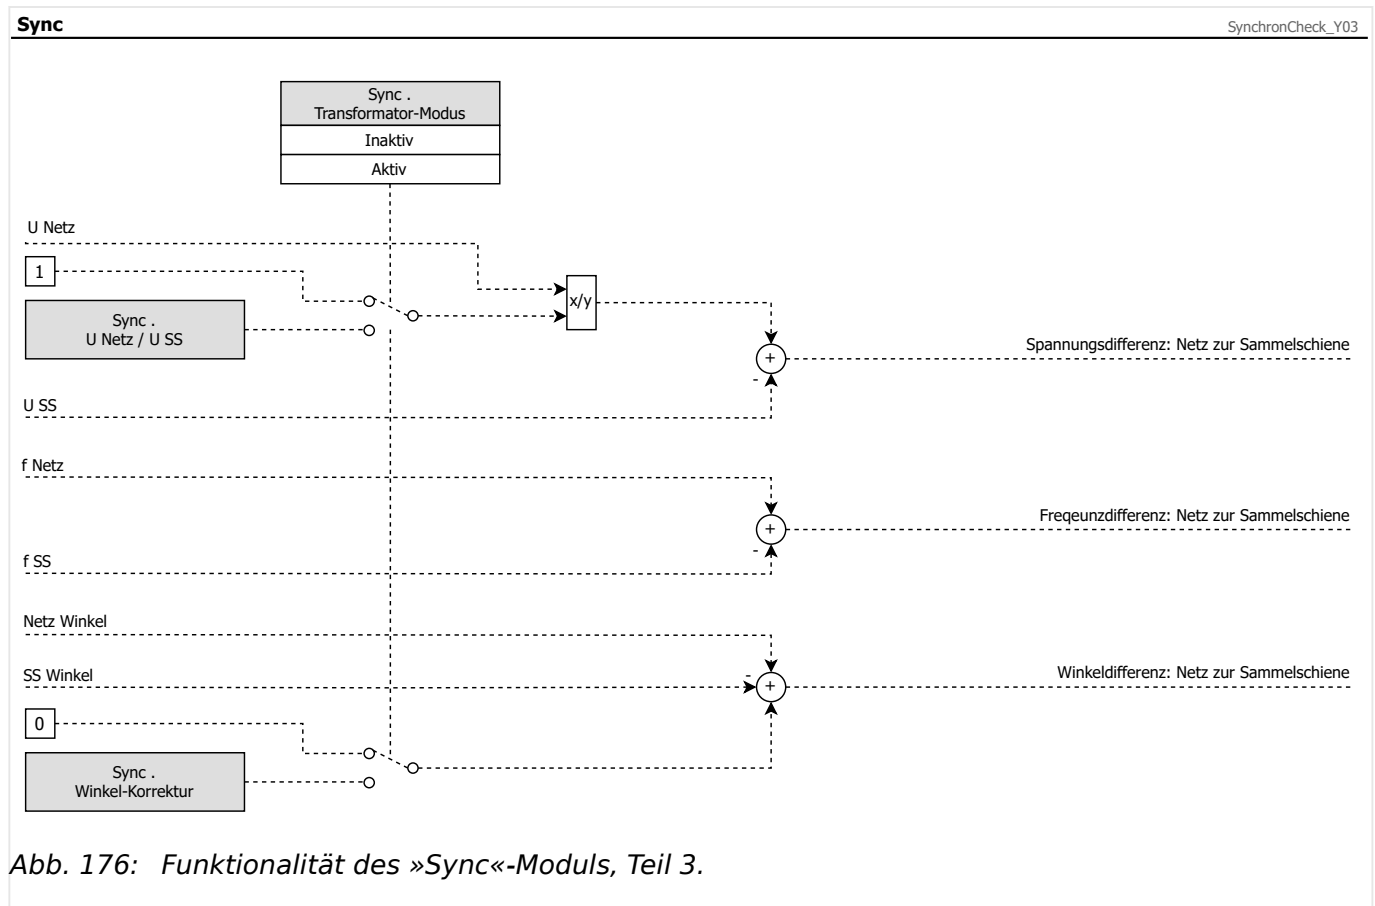 Sync
SynchronCheck_Y03
Sync .
Transformator-Modus
Inaktiv
Aktiv
U Netz
1
Sync .
U Netz / U SS
x/y
+
-
Spannungsdifferenz: Netz zur Sammelschiene
U SS
f Netz
+
-
Freqeunzdifferenz: Netz zur Sammelschiene
f SS
Netz Winkel
SS Winkel
-
+
Winkeldifferenz: Netz zur Sammelschiene
0
Sync .
Winkel-Korrektur
Abb. 176: Funktionalität des »Sync«-Moduls, Teil 3.